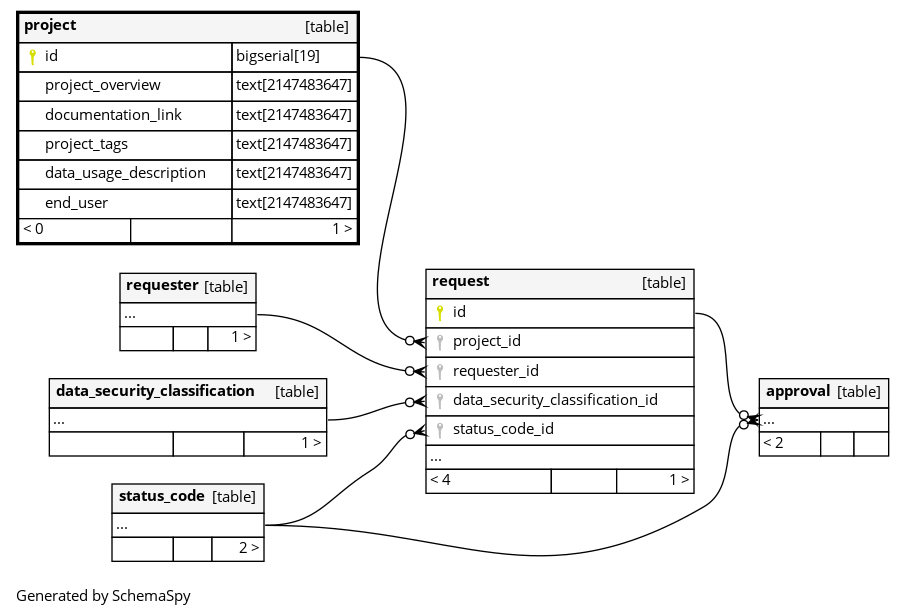 project [table]
id bigserial[19]
project_overview text[2147483647]
documentation_link text[2147483647]
project_tags text[2147483647]
data_usage_description text[2147483647]
end_user text[2147483647]
< 0 1 >
requester [table]
...
1 >
data_security_classification [table]
...
1 >
status_code [table]
...
2 >
request [table]
id
project_id
requester_id
data_security_classification_id
status_code_id
...
< 4 1 >
approval [table]
...
< 2
Generated by SchemaSpy